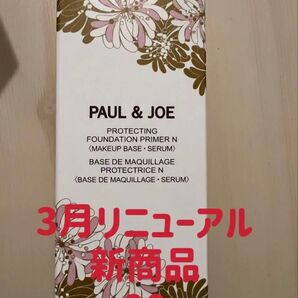 PAUL & JOE
PROTECTING
FOUNDATION PRIMER N
〈MAKEUP BASE・SERUM〉
BASE DE MAQUILLAGE
PROTECTRICE N
〈BASE DE MAQUILLAGE・SERUM〉
3月リニューアル
新商品